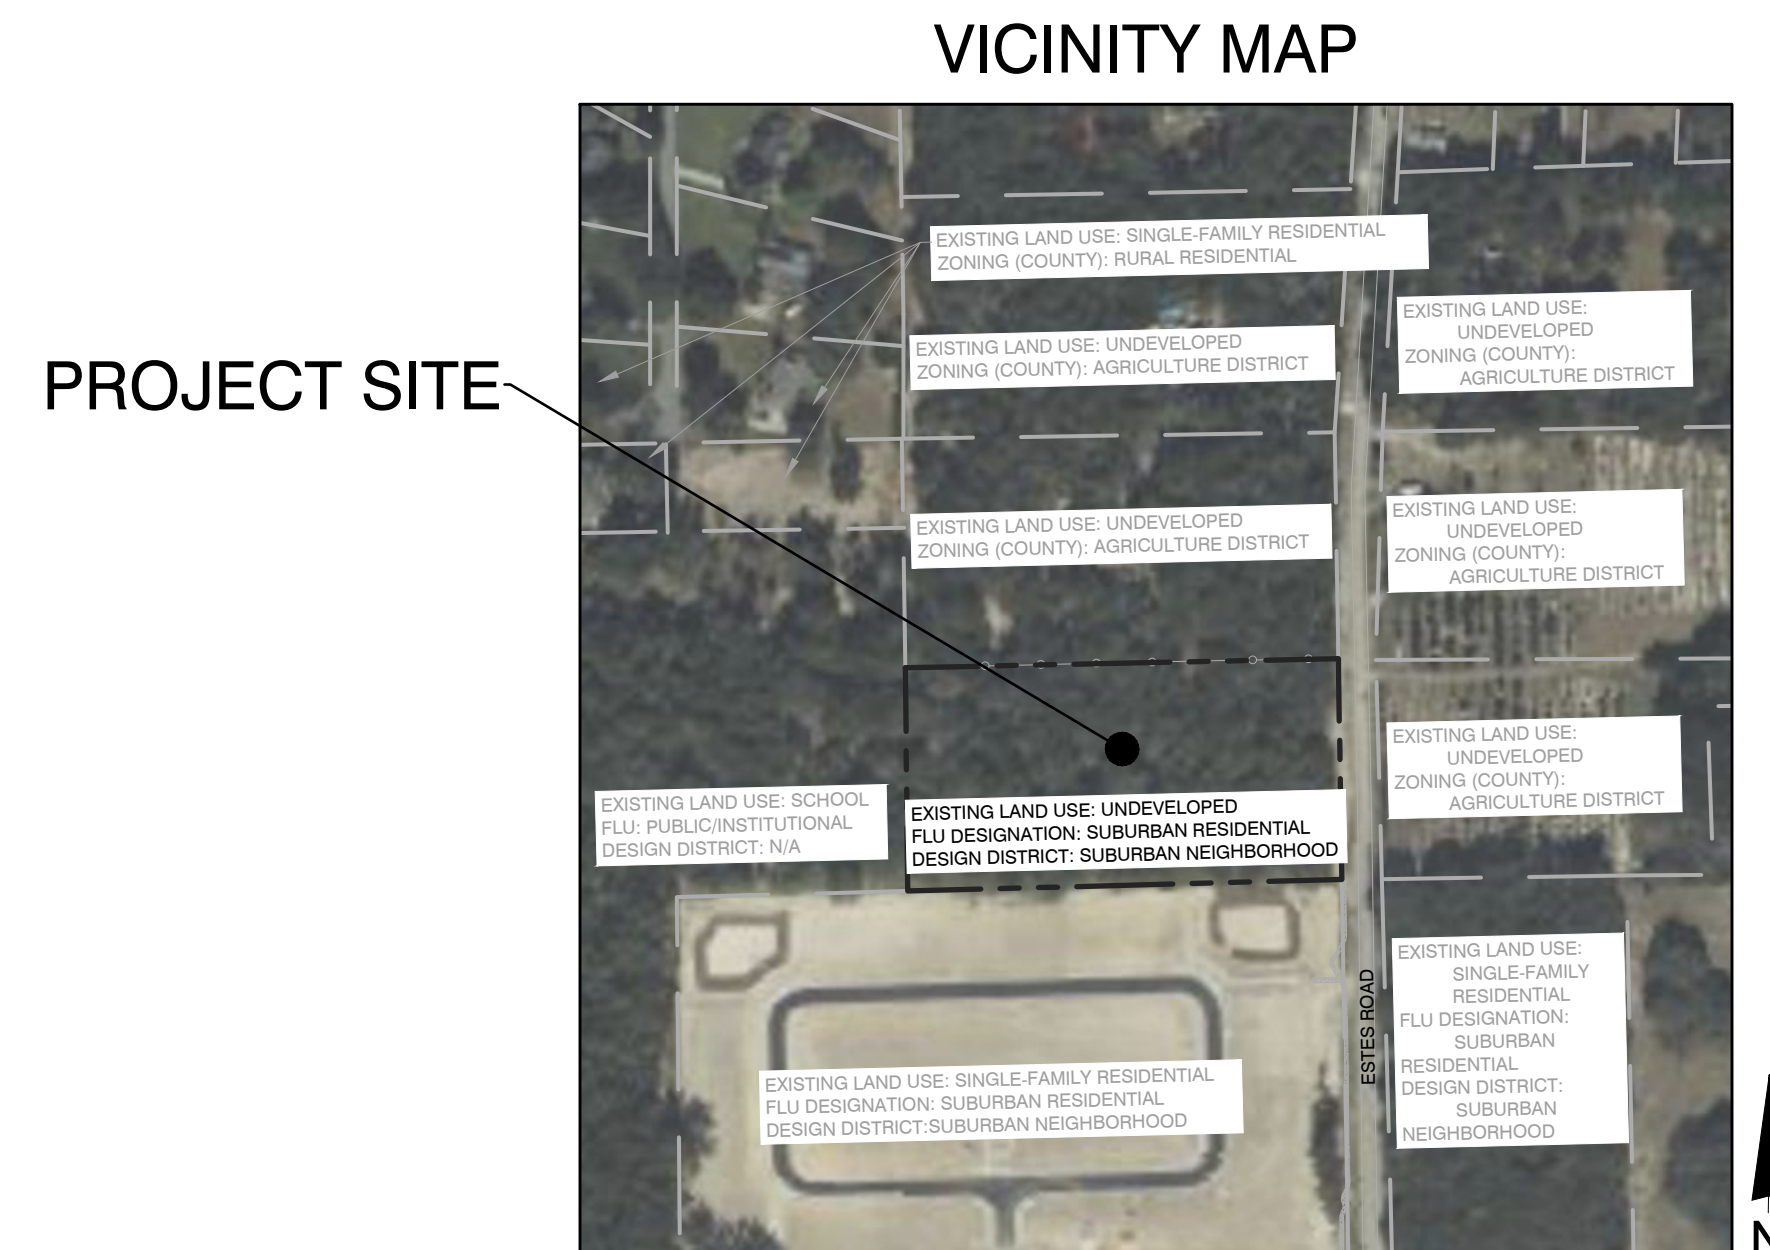 VICINITY MAP
PROJECT SITE
EXISTING LAND USE: SINGLE-FAMILY RESIDENTIAL
ZONING (COUNTY): RURAL RESIDENTIAL
EXISTING LAND USE: UNDEVELOPED
ZONING (COUNTY): AGRICULTURE DISTRICT
EXISTING LAND USE:
UNDEVELOPED
ZONING (COUNTY):
AGRICULTURE DISTRICT
EXISTING LAND USE: UNDEVELOPED
ZONING (COUNTY): AGRICULTURE DISTRICT
EXISTING LAND USE:
UNDEVELOPED
ZONING (COUNTY):
AGRICULTURE DISTRICT
EXISTING LAND USE:
UNDEVELOPED
ZONING (COUNTY):
AGRICULTURE DISTRICT
EXISTING LAND USE: SCHOOL
FLU: PUBLIC/INSTITUTIONAL
DESIGN DISTRICT: N/A
EXISTING LAND USE: UNDEVELOPED
FLU DESIGNATION: SUBURBAN RESIDENTIAL
DESIGN DISTRICT: SUBURBAN NEIGHBORHOOD
EXISTING LAND USE:
SINGLE-FAMILY
RESIDENTIAL
FLU DESIGNATION:
SUBURBAN
RESIDENTIAL
DESIGN DISTRICT:
SUBURBAN
NEIGHBORHOOD
ESTES ROAD
EXISTING LAND USE: SINGLE-FAMILY RESIDENTIAL
FLU DESIGNATION: SUBURBAN RESIDENTIAL
DESIGN DISTRICT:SUBURBAN NEIGHBORHOOD
N